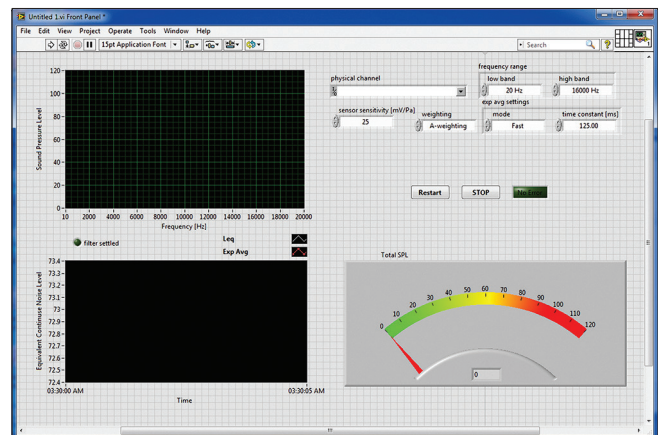 Untitled 1.vi Front Panel *
File Edit View Project Operate Tools Window Help
15pt Application Font
Search
1
Sound Pressure Level
120
100
80
60
40
20
0
10 2000 4000 6000 8000 10000 12000 14000 16000 18000 20000
Frequency [Hz]
physical channel
frequency range
low band high band
20 Hz 16000 Hz
sensor sensitivity [mV/Pa]
25
weighting
A-weighting
exp avg settings
mode time constant [ms]
Fast 125.00
Restart STOP No Error
filter settled
Leq
Exp Avg
Equivalent Continuse Noise Level
73.4
73.3
73.2
73.1
73
72.9
72.8
72.7
72.6
72.5
72.4
03:30:00 AM 03:30:05 AM
Time
Total SPL
0 10 20 30 40 50 60 70 80 90 100 110 120
0